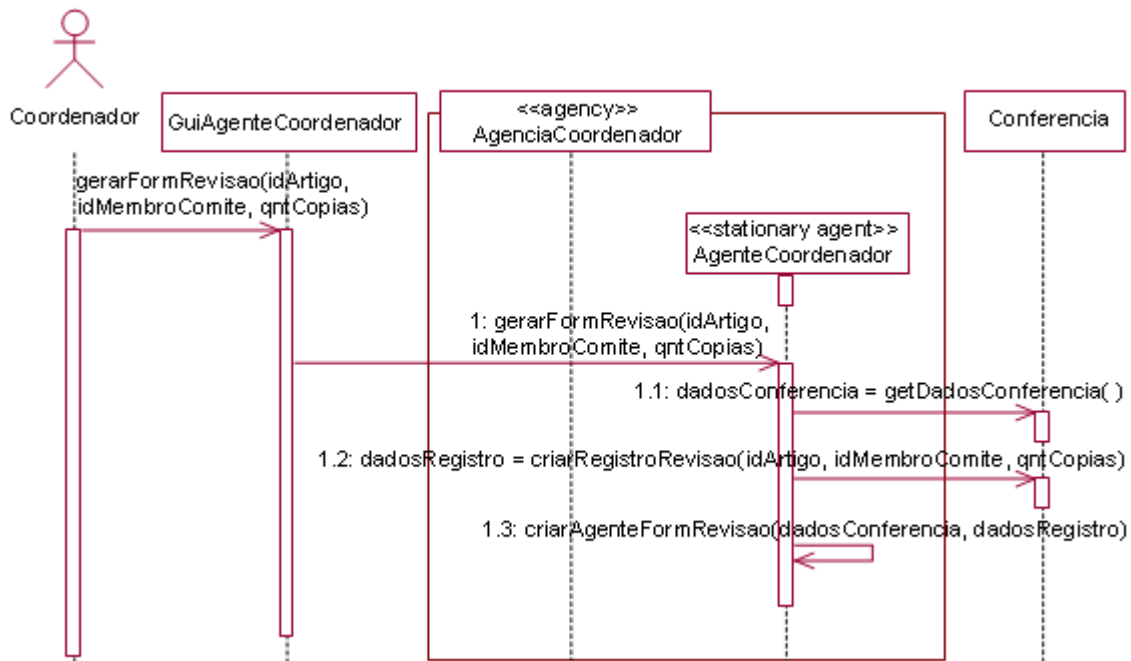 Coordenador
GuiAgenteCoordenador
<<agency>>
AgenciaCoordenador
Conferencia
gerarFormRevisao(idArtigo,
idMembroComite, qntCopias)
<<stationary agent>>
AgenteCoordenador
1: gerarFormRevisao(idArtigo,
idMembroComite, qntCopias)
1.1: dadosConferencia = getDadosConferencia( )
1.2: dadosRegistro = criarRegistroRevisao(idArtigo, idMembroComite, qntCopias)
1.3: criarAgenteFormRevisao(dadosConferencia, dadosRegistro)